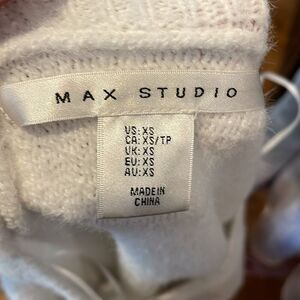 MAX STUDIO
US: XS
CA: XS/TP
UK: XS
EU: XS
AU: XS
MADE IN
CHINA